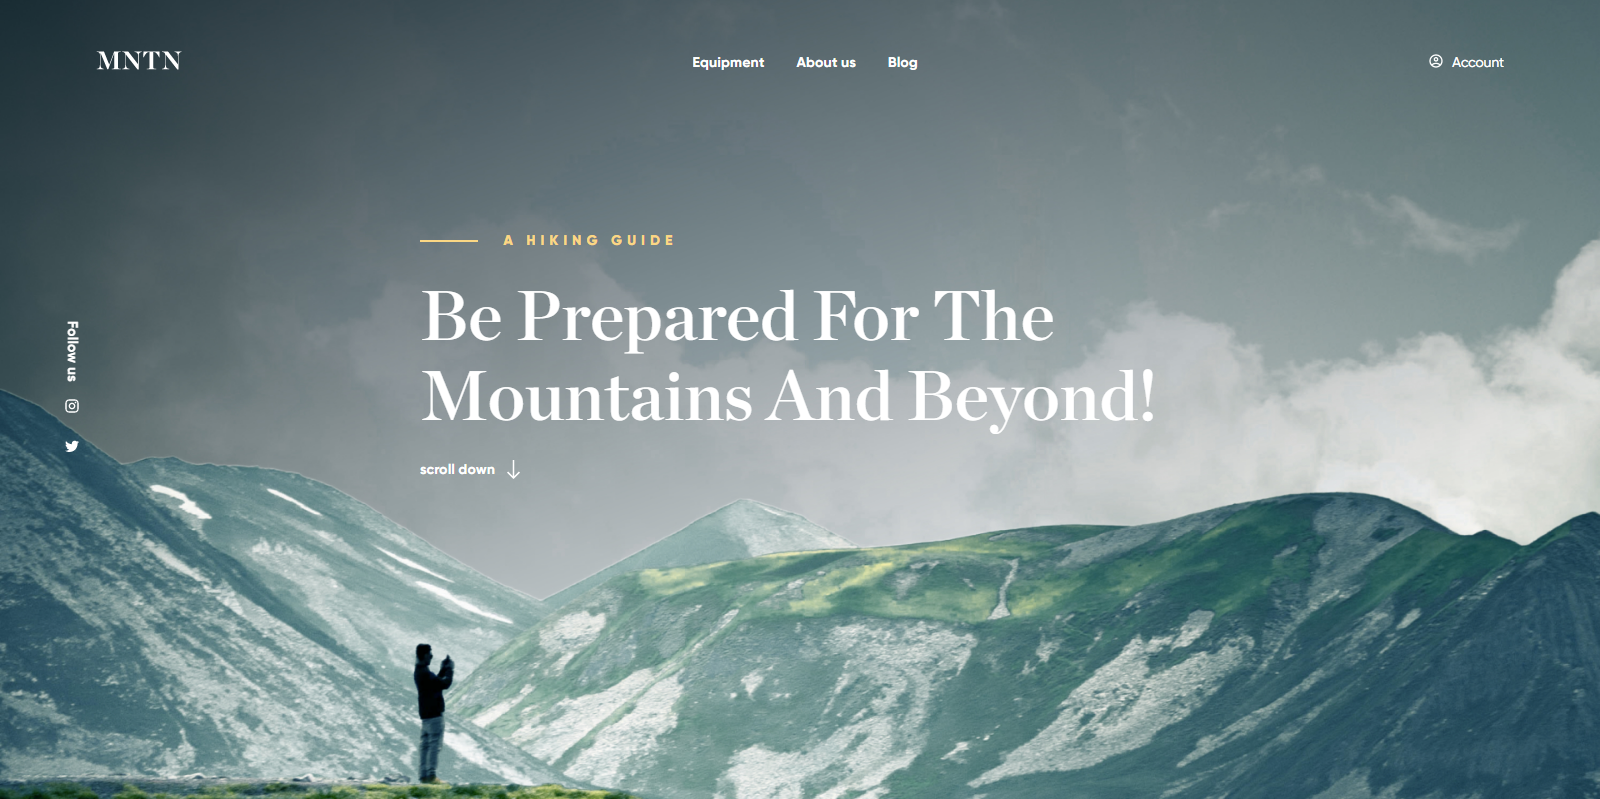 MNTN
Equipment
About us
Blog
Account
A HIKING GUIDE
Be Prepared For The
Mountains And Beyond!
scroll down
Follow us